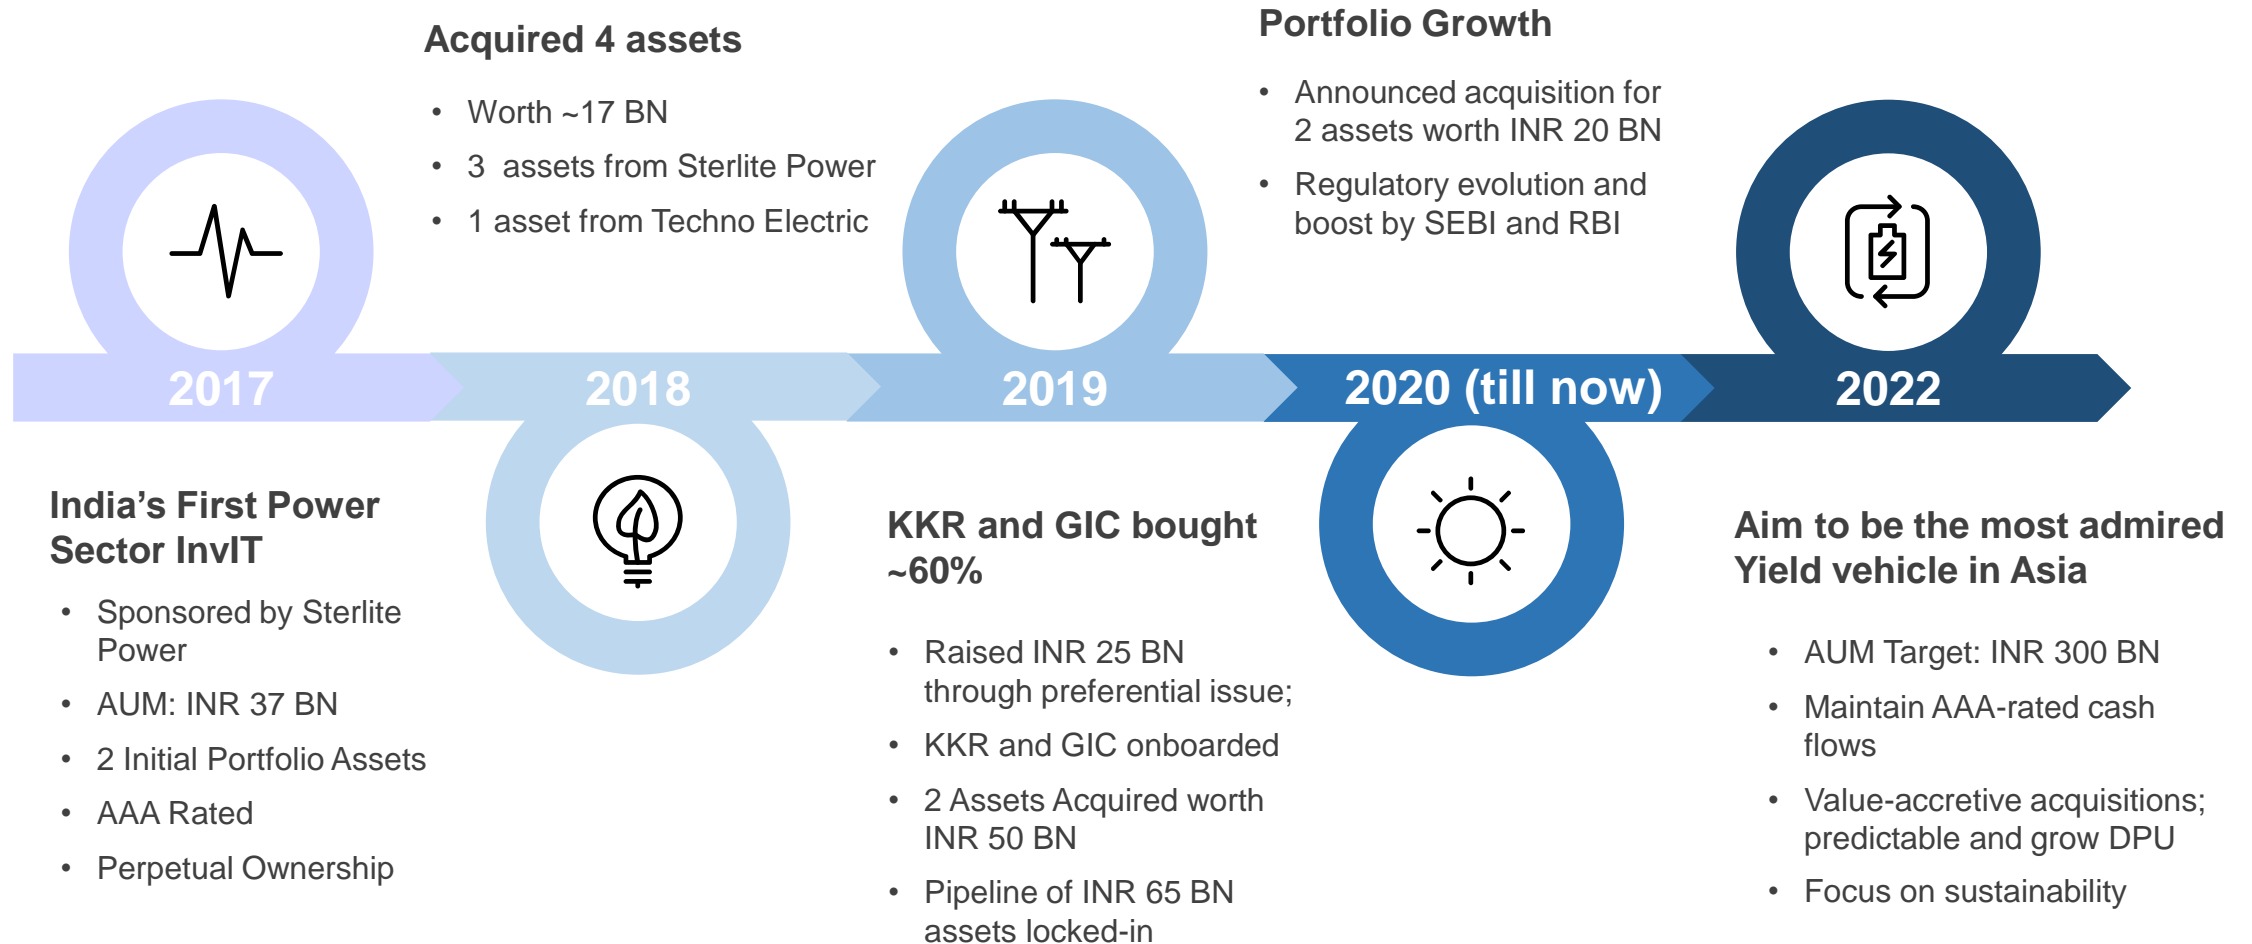 2017
India’s First Power
Sector InvIT
• Sponsored by Sterlite
Power
• AUM: INR 37 BN
• 2 Initial Portfolio Assets
• AAA Rated
• Perpetual Ownership
Acquired 4 assets
• Worth ~17 BN
• 3 assets from Sterlite Power
• 1 asset from Techno Electric
2018
2019
KKR and GIC bought
~60%
• Raised INR 25 BN
through preferential issue;
• KKR and GIC onboarded
• 2 Assets Acquired worth
INR 50 BN
• Pipeline of INR 65 BN
assets locked-in
Portfolio Growth
• Announced acquisition for
2 assets worth INR 20 BN
• Regulatory evolution and
boost by SEBI and RBI
2020 (till now)
2022
Aim to be the most admired
Yield vehicle in Asia
• AUM Target: INR 300 BN
• Maintain AAA-rated cash
flows
• Value-accretive acquisitions;
predictable and grow DPU
• Focus on sustainability